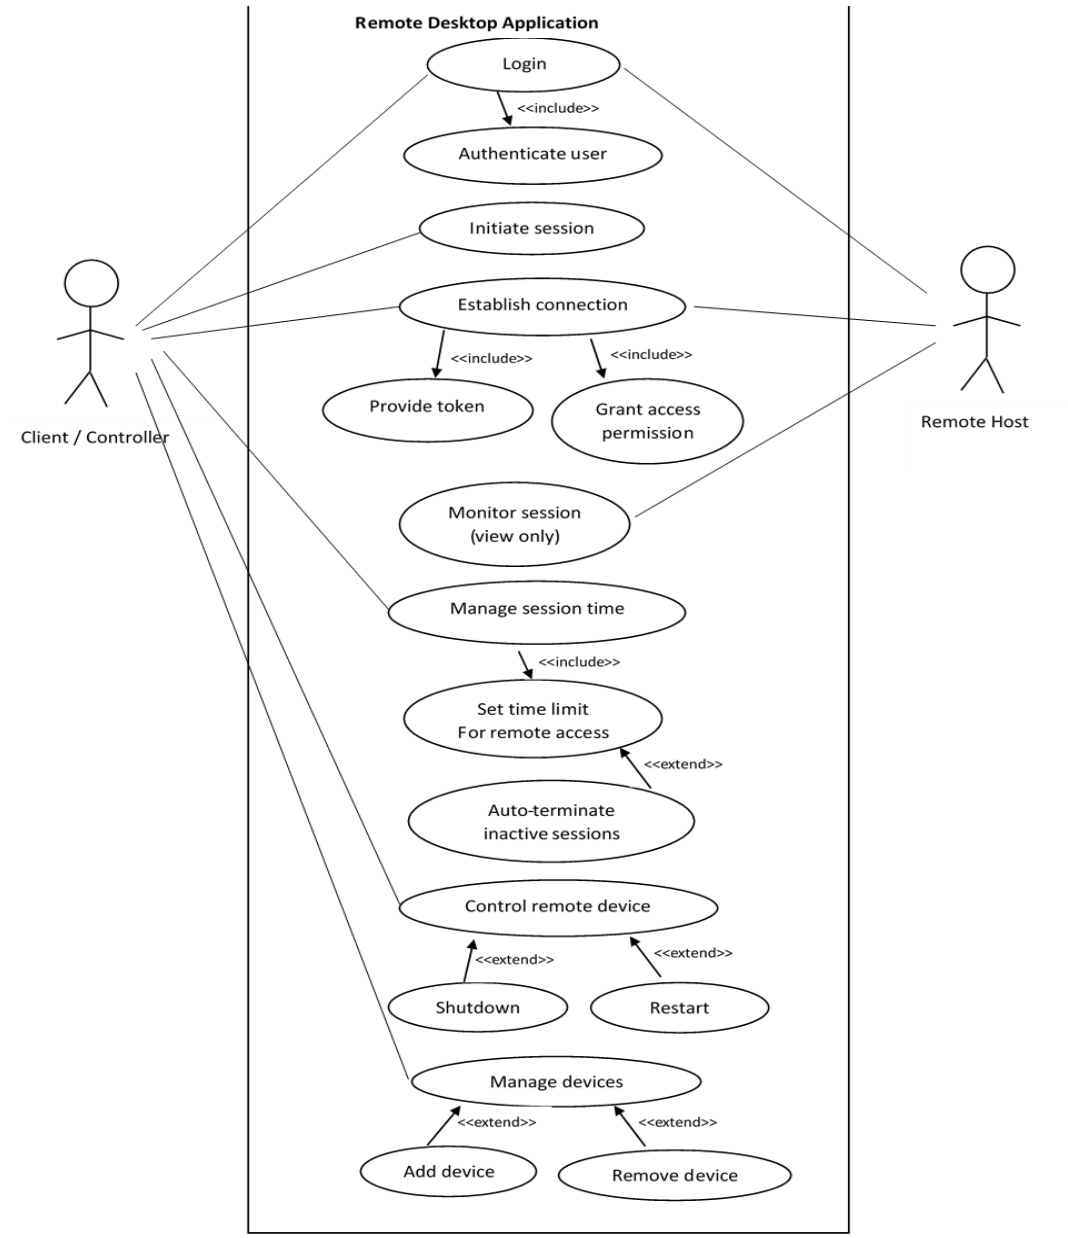 Remote Desktop Application
Login
<<include>>
Authenticate user
Initiate session
Establish connection
<<include>>
<<include>>
Provide token
Grant access
permission
Client / Controller
Remote Host
Monitor session
(view only)
Manage session time
<<include>>
Set time limit
For remote access
<<extend>>
Auto-terminate
inactive sessions
Control remote device
<<extend>>
<<extend>>
Shutdown
Restart
Manage devices
<<extend>>
<<extend>>
Add device
Remove device